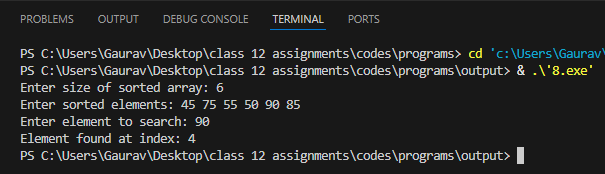 PROBLEMS OUTPUT DEBUG CONSOLE TERMINAL PORTS
PS C:\Users\Gaurav\Desktop\class 12 assignments\codes\programs> cd 'c:\Users\Gaurav\
PS C:\Users\Gaurav\Desktop\class 12 assignments\codes\programs\output> & .\'8.exe'
Enter size of sorted array: 6
Enter sorted elements: 45 75 55 50 90 85
Enter element to search: 90
Element found at index: 4
PS C:\Users\Gaurav\Desktop\class 12 assignments\codes\programs\output>